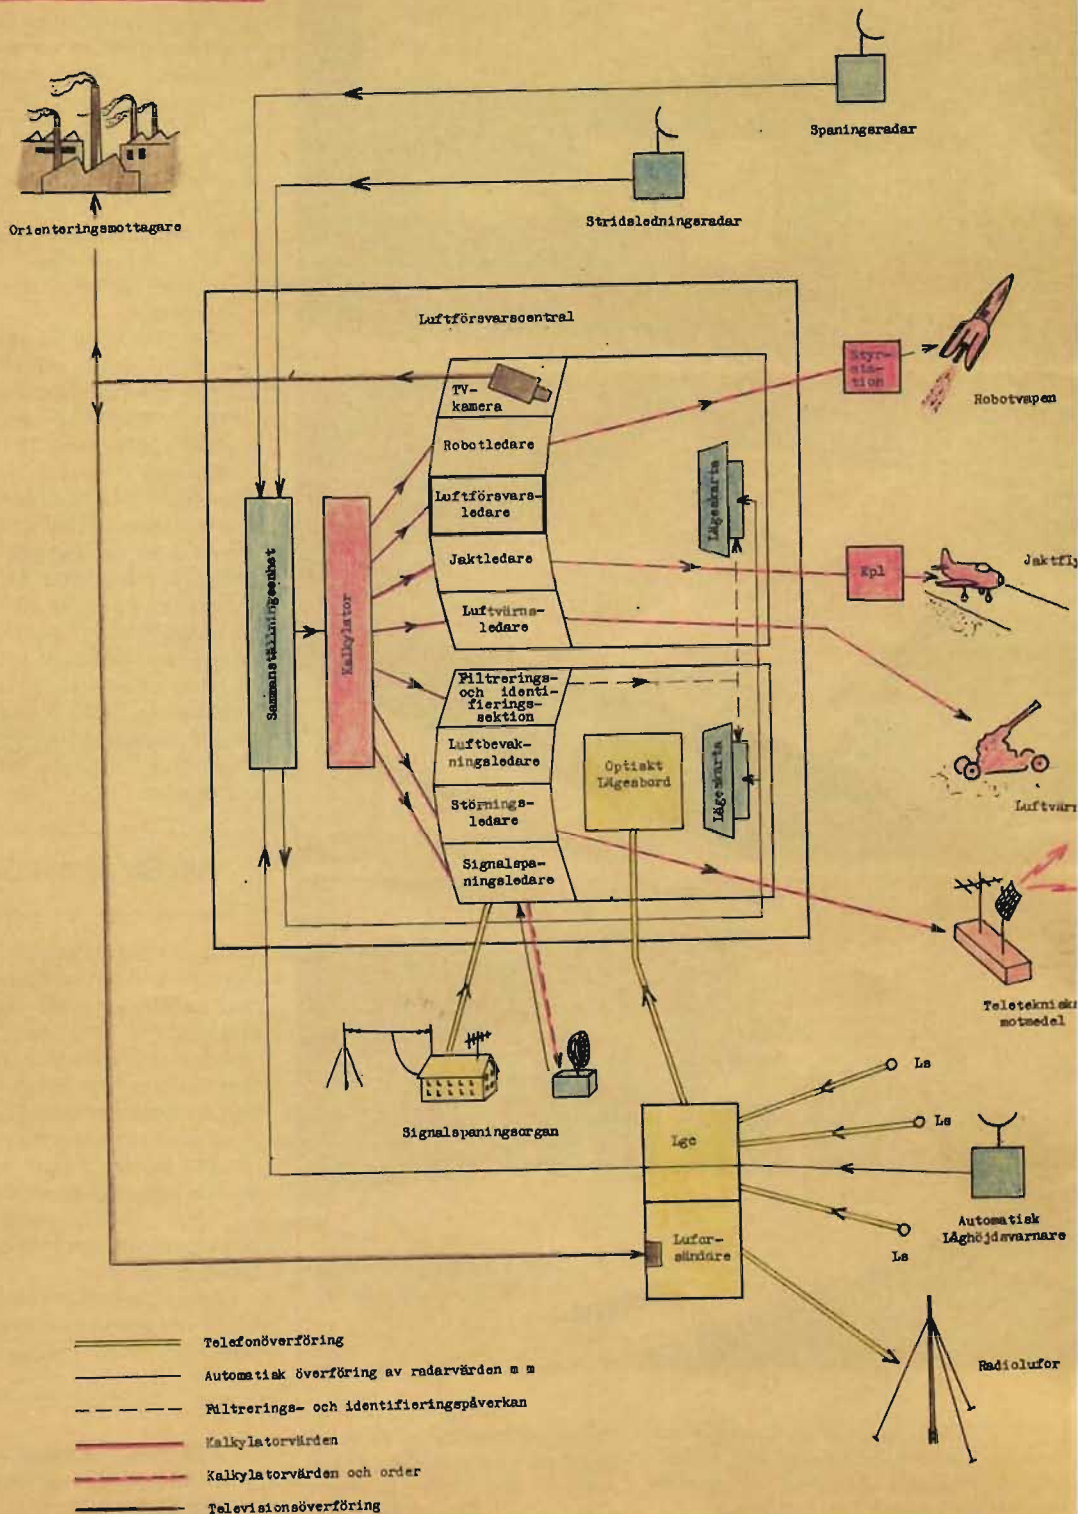 Spaningsradar
Stridsledningsradar
Orienteringsmottagare
Luftförsvarscentral
TV-
kamera
Robotledare
Luftförsvars-
ledare
Jaktledare
Luftvärns-
ledare
Filtrerings-
och identi-
fierings-
sektion
Luftbevak-
ningsledare
Störnings-
ledare
Signalspa-
ningsledare
Sammanställningsenhet
Kalkylator
Lägeskarta
Lägeskarta
Optiskt
Lägesbord
Styr-
sta-
tion
Robotvapen
Kpl
Jaktfly
Luftvärn
Teletekniska
motmedel
Signalspaningsorgan
Lgc
Ls
Ls
Ls
Automatisk
Låghöjdsvarnare
Lufor-
sändare
Radiolufor
Telefonöverföring
Automatisk överföring av radarvärden m m
Filtrerings- och identifieringspåverkan
Kalkylatorvärden
Kalkylatorvärden och order
Televisionsöverföring